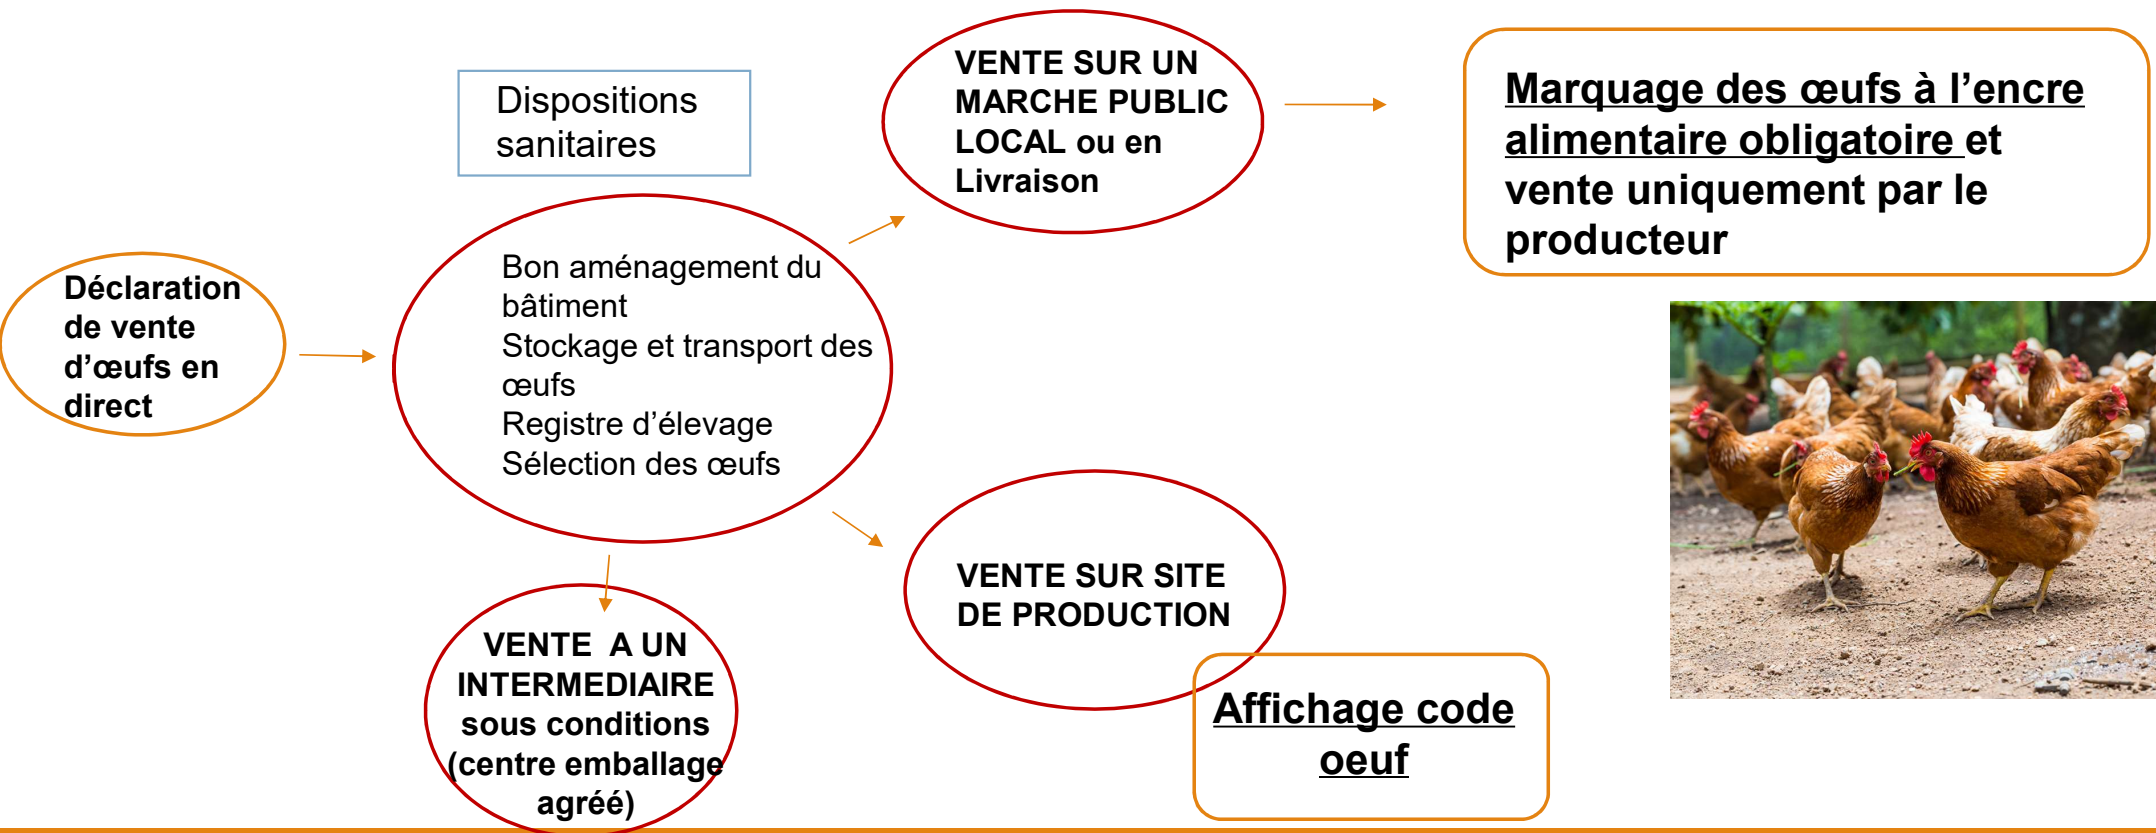 Déclaration
de vente
d’œufs en
direct
Dispositions
sanitaires
Bon aménagement du
bâtiment
Stockage et transport des
œufs
Registre d’élevage
Sélection des œufs
VENTE SUR UN
MARCHE PUBLIC
LOCAL ou en
Livraison
Marquage des œufs à l’encre
alimentaire obligatoire et
vente uniquement par le
producteur
VENTE SUR SITE
DE PRODUCTION
Affichage code
oeuf
VENTE  A UN
INTERMEDIAIRE
sous conditions
(centre emballage
agréé)